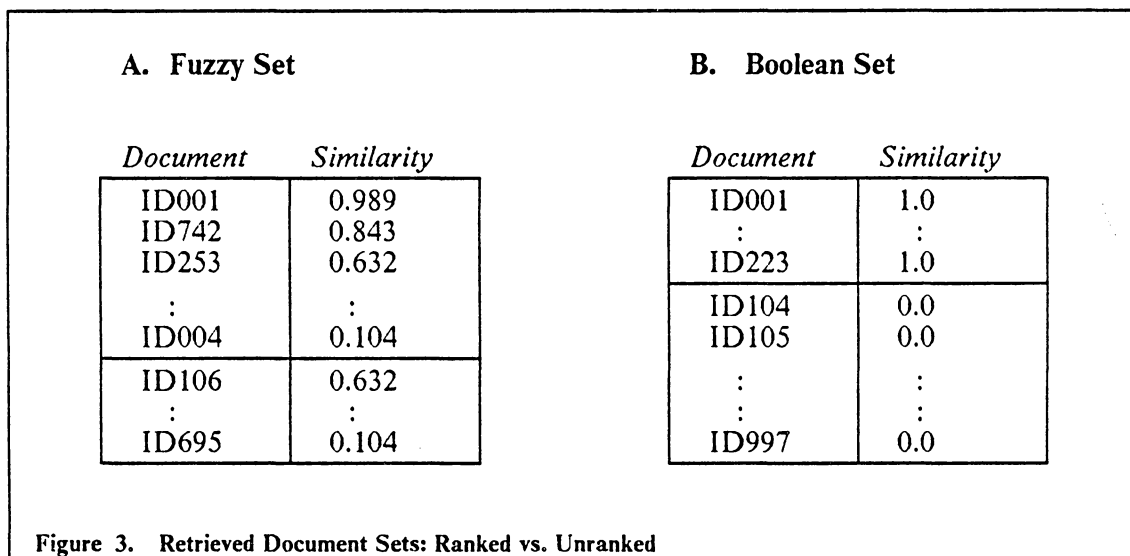 A. Fuzzy Set
Document Similarity
ID001 0.989
ID742 0.843
ID253 0.632
: :
ID004 0.104
ID106 0.632
: :
ID695 0.104
B. Boolean Set
Document Similarity
ID001 1.0
: :
ID223 1.0
ID104 0.0
ID105 0.0
: :
: :
ID997 0.0
Figure 3. Retrieved Document Sets: Ranked vs. Unranked